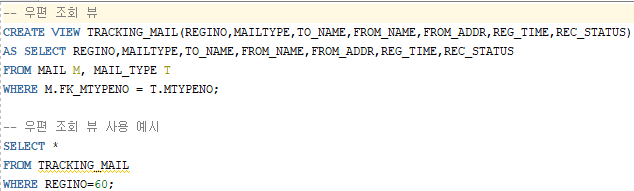 -- 우편 조회 뷰
CREATE VIEW TRACKING_MAIL(REGINO,MAILTYPE,TO_NAME,FROM_NAME,FROM_ADDR,REG_TIME,REC_STATUS)
AS SELECT REGINO,MAILTYPE,TO_NAME,FROM_NAME,FROM_ADDR,REG_TIME,REC_STATUS
FROM MAIL M, MAIL_TYPE T
WHERE M.FK_MTYPENO = T.MTYPENO;
-- 우편 조회 뷰 사용 예시
SELECT *
FROM TRACKING_MAIL
WHERE REGINO=60;